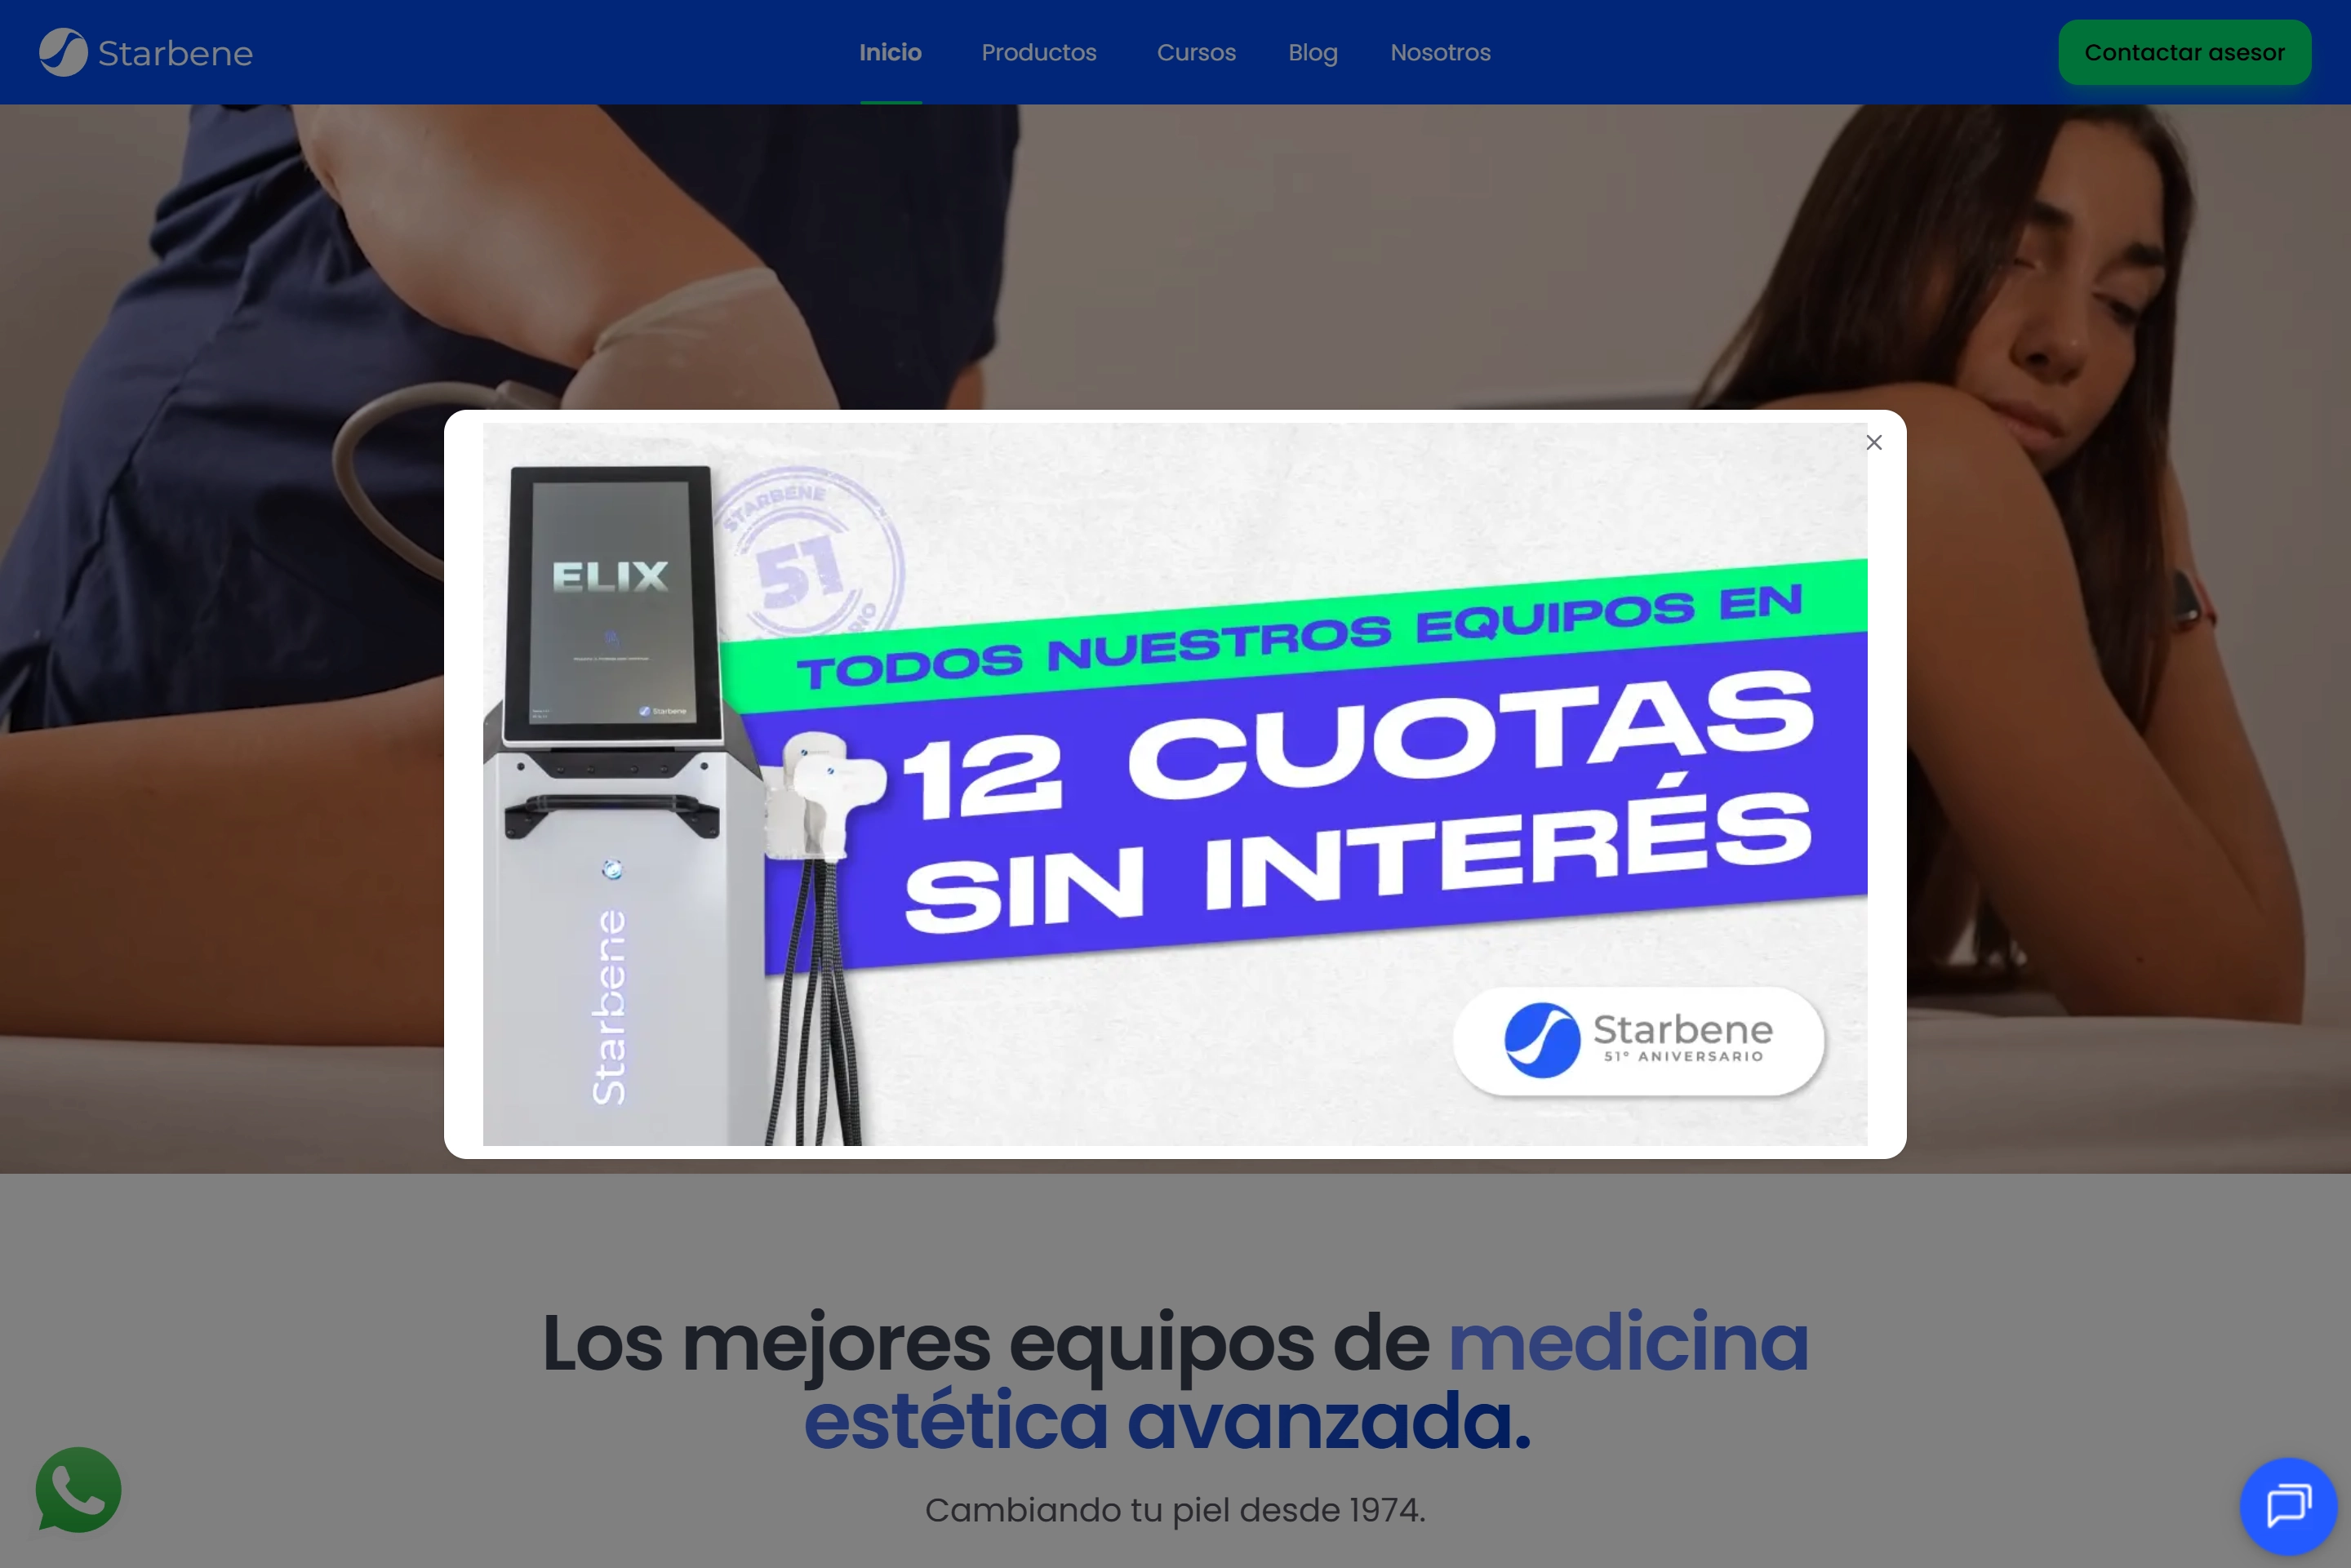 Starbene
Inicio
Productos
Cursos
Blog
Nosotros
Contactar asesor
STARBENE
51
ELIX
Starbene
TODOS NUESTROS EQUIPOS EN
12 CUOTAS
SIN INTERÉS
Starbene
Starbene
51° ANIVERSARIO
Los mejores equipos de medicina
estética avanzada.
Cambiando tu piel desde 1974.